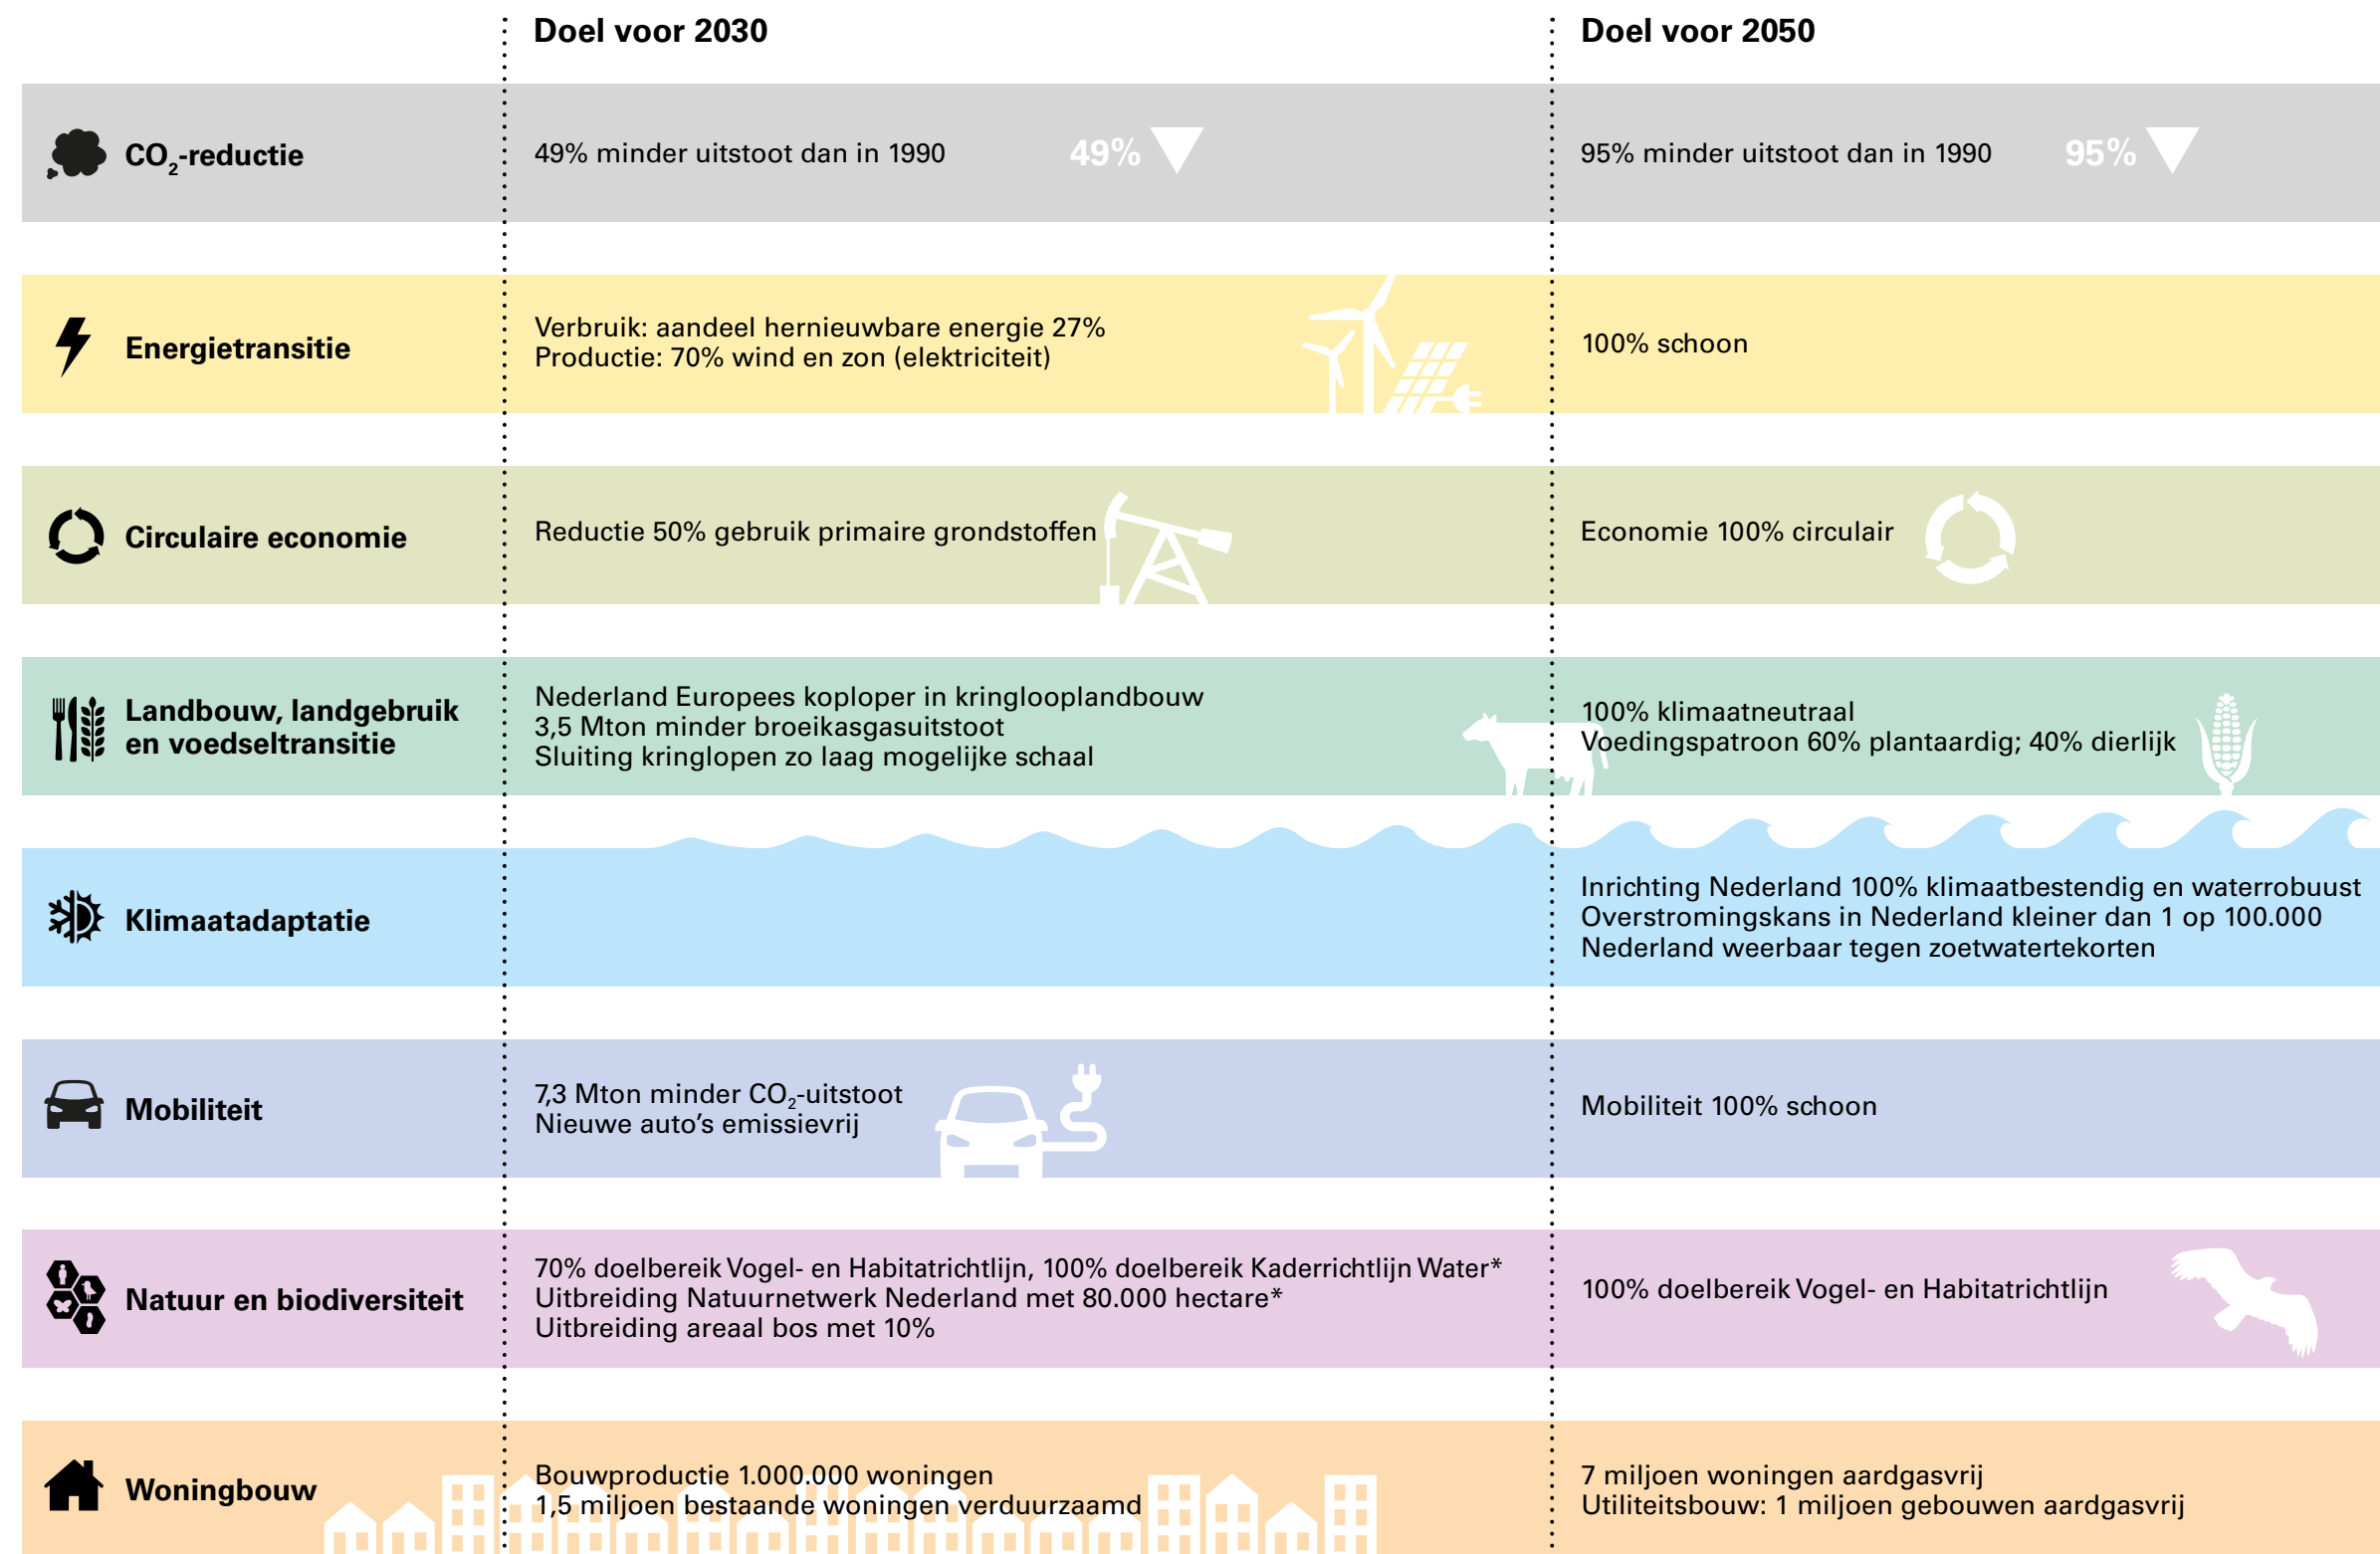 Doel voor 2030
Doel voor 2050
CO₂-reductie
49% minder uitstoot dan in 1990
49%
95% minder uitstoot dan in 1990
95%
Energietransitie
Verbruik: aandeel hernieuwbare energie 27%
Productie: 70% wind en zon (elektriciteit)
100% schoon
Circulaire economie
Reductie 50% gebruik primaire grondstoffen
Economie 100% circulair
Landbouw, landgebruik
en voedseltransitie
Nederland Europees koploper in kringlooplandbouw
3,5 Mton minder broeikasgasuitstoot
Sluiting kringlopen zo laag mogelijke schaal
100% klimaatneutraal
Voedingspatroon 60% plantaardig; 40% dierlijk
Klimaatadaptatie
Inrichting Nederland 100% klimaatbestendig en waterrobuust
Overstromingskans in Nederland kleiner dan 1 op 100.000
Nederland weerbaar tegen zoetwatertekorten
Mobiliteit
7,3 Mton minder CO₂-uitstoot
Nieuwe auto’s emissievrij
Mobiliteit 100% schoon
Natuur en biodiversiteit
70% doelbereik Vogel- en Habitatrichtlijn, 100% doelbereik Kaderrichtlijn Water*
Uitbreiding Natuurnetwerk Nederland met 80.000 hectare*
Uitbreiding areaal bos met 10%
100% doelbereik Vogel- en Habitatrichtlijn
Woningbouw
Bouwproductie 1.000.000 woningen
1,5 miljoen bestaande woningen verduurzaamd
7 miljoen woningen aardgasvrij
Utiliteitsbouw: 1 miljoen gebouwen aardgasvrij